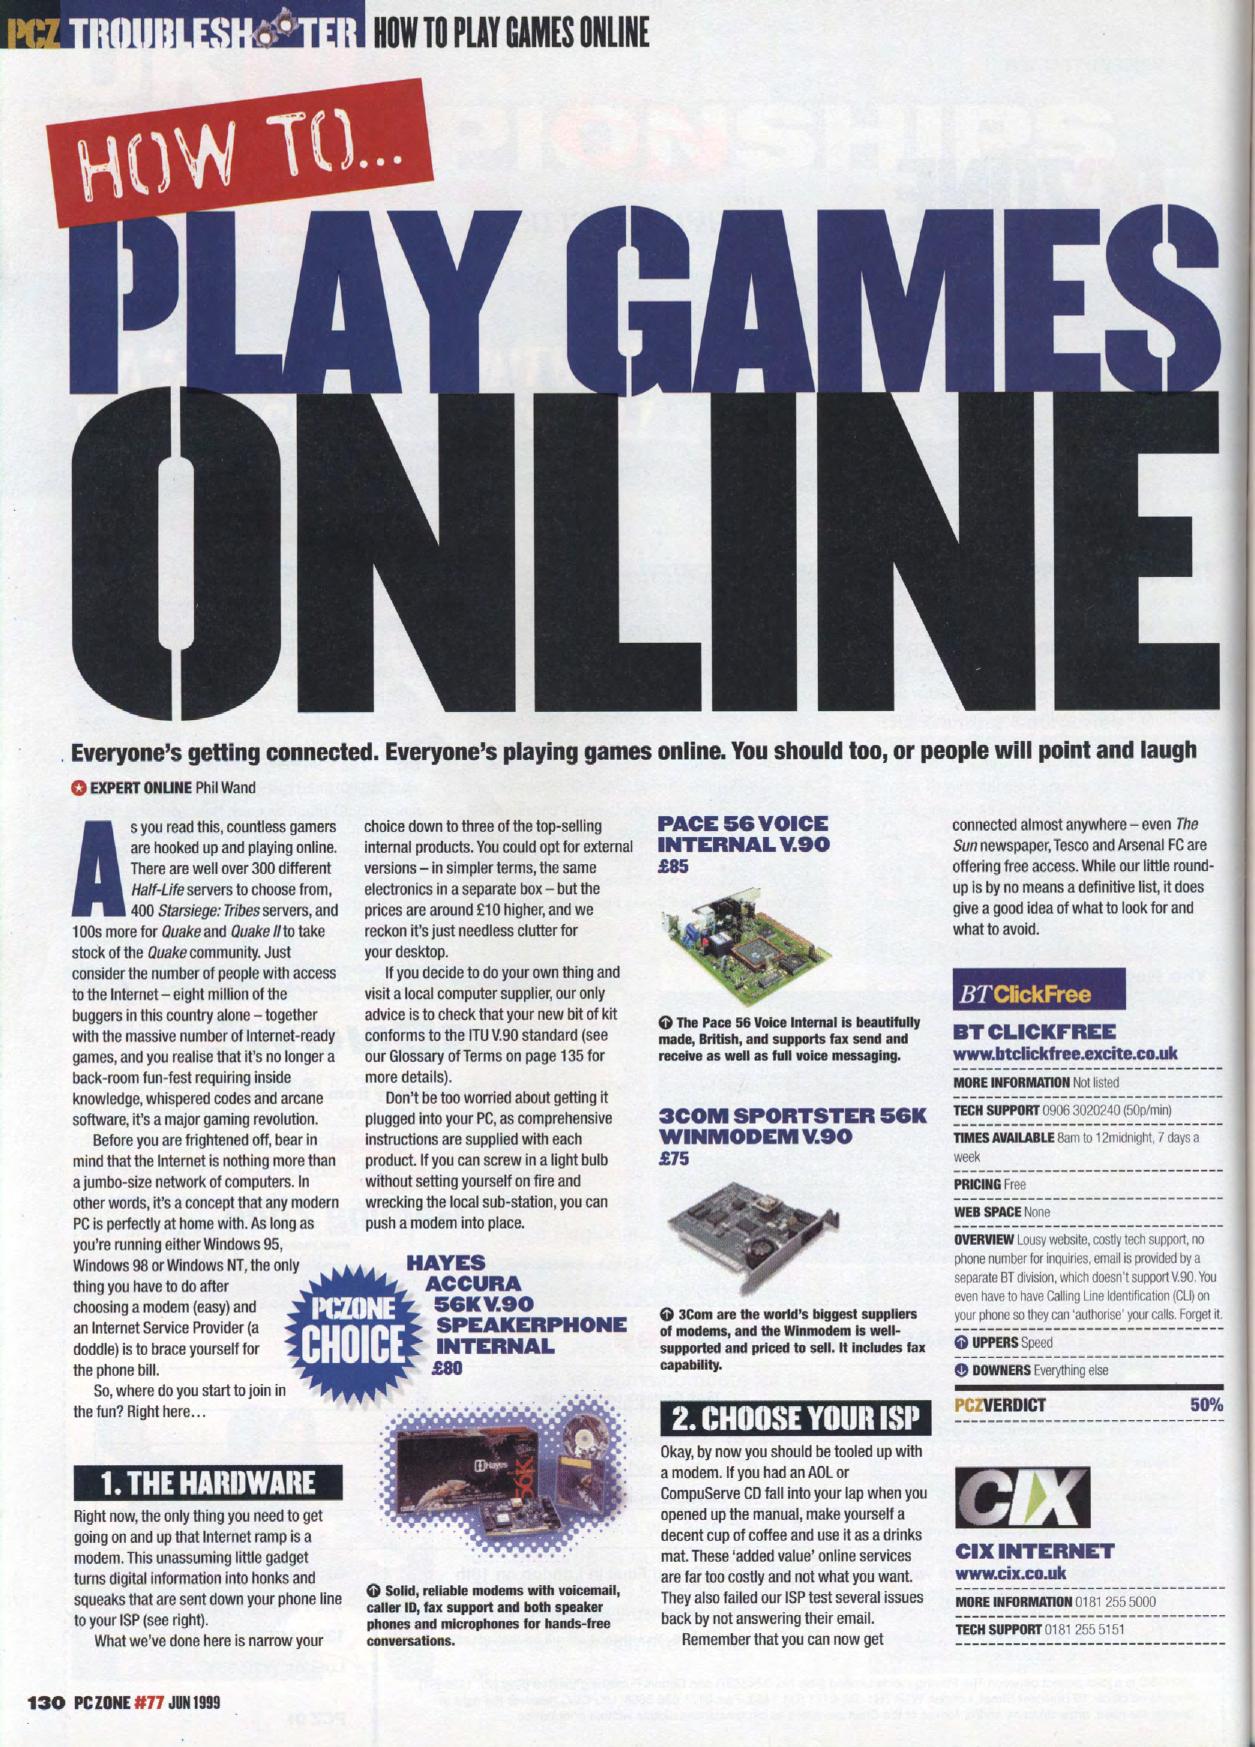 PCZ TROUBLESHOOTER HOW TO PLAY GAMES ONLINE
HOW TO...
PLAY GAMES
ONLINE
Everyone's getting connected. Everyone's playing games online. You should too, or people will point and laugh
EXPERT ONLINE Phil Wand
As you read this, countless gamers
are hooked up and playing online.
There are well over 300 different
Half-Life servers to choose from,
400 Starsiege: Tribes servers, and
100s more for Quake and Quake II to take
stock of the Quake community. Just
consider the number of people with access
to the Internet – eight million of the
buggers in this country alone – together
with the massive number of Internet-ready
games, and you realise that it's no longer a
back-room fun-fest requiring inside
knowledge, whispered codes and arcane
software, it's a major gaming revolution.
Before you are frightened off, bear in
mind that the Internet is nothing more than
a jumbo-size network of computers. In
other words, it's a concept that any modern
PC is perfectly at home with. As long as
you're running either Windows 95,
Windows 98 or Windows NT, the only
thing you have to do after
choosing a modem (easy) and
an Internet Service Provider (a
doddle) is to brace yourself for
the phone bill.
So, where do you start to join in
the fun? Right here...
1. THE HARDWARE
Right now, the only thing you need to get
going on and up that Internet ramp is a
modem. This unassuming little gadget
turns digital information into honks and
squeaks that are sent down your phone line
to your ISP (see right).
What we've done here is narrow your
choice down to three of the top-selling
internal products. You could opt for external
versions – in simpler terms, the same
electronics in a separate box – but the
prices are around £10 higher, and we
reckon it's just needless clutter for
your desktop.
If you decide to do your own thing and
visit a local computer supplier, our only
advice is to check that your new bit of kit
conforms to the ITU V.90 standard (see
our Glossary of Terms on page 135 for
more details).
Don't be too worried about getting it
plugged into your PC, as comprehensive
instructions are supplied with each
product. If you can screw in a light bulb
without setting yourself on fire and
wrecking the local sub-station, you can
push a modem into place.
PCZONE
CHOICE
HAYES
ACCURA
56K V.90
SPEAKERPHONE
INTERNAL
£80
Hayes
56K
Solid, reliable modems with voicemail,
caller ID, fax support and both speaker
phones and microphones for hands-free
conversations.
PACE 56 VOICE
INTERNAL V.90
£85
The Pace 56 Voice Internal is beautifully
made, British, and supports fax send and
receive as well as full voice messaging.
3COM SPORTSTER 56K
WINMODEM V.90
£75
3Com are the world's biggest suppliers
of modems, and the Winmodem is well-
supported and priced to sell. It includes fax
capability.
2. CHOOSE YOUR ISP
Okay, by now you should be tooled up with
a modem. If you had an AOL or
CompuServe CD fall into your lap when you
opened up the manual, make yourself a
decent cup of coffee and use it as a drinks
mat. These 'added value' online services
are far too costly and not what you want.
They also failed our ISP test several issues
back by not answering their email.
Remember that you can now get
connected almost anywhere – even The
Sun newspaper, Tesco and Arsenal FC are
offering free access. While our little round-
up is by no means a definitive list, it does
give a good idea of what to look for and
what to avoid.
BT ClickFree
BT CLICKFREE
www.btclickfree.excite.co.uk
MORE INFORMATION Not listed
TECH SUPPORT 0906 3020240 (50p/min)
TIMES AVAILABLE 8am to 12midnight, 7 days a
week
PRICING Free
WEB SPACE None
OVERVIEW Lousy website, costly tech support, no
phone number for inquiries, email is provided by a
separate BT division, which doesn't support V.90. You
even have to have Calling Line Identification (CLI) on
your phone so they can 'authorise' your calls. Forget it.
UPPERS Speed
DOWNERS Everything else
PCZVERDICT 50%
CIX
CIX INTERNET
www.cix.co.uk
MORE INFORMATION 0181 255 5000
TECH SUPPORT 0181 255 5151
130 PC ZONE #77 JUN 1999